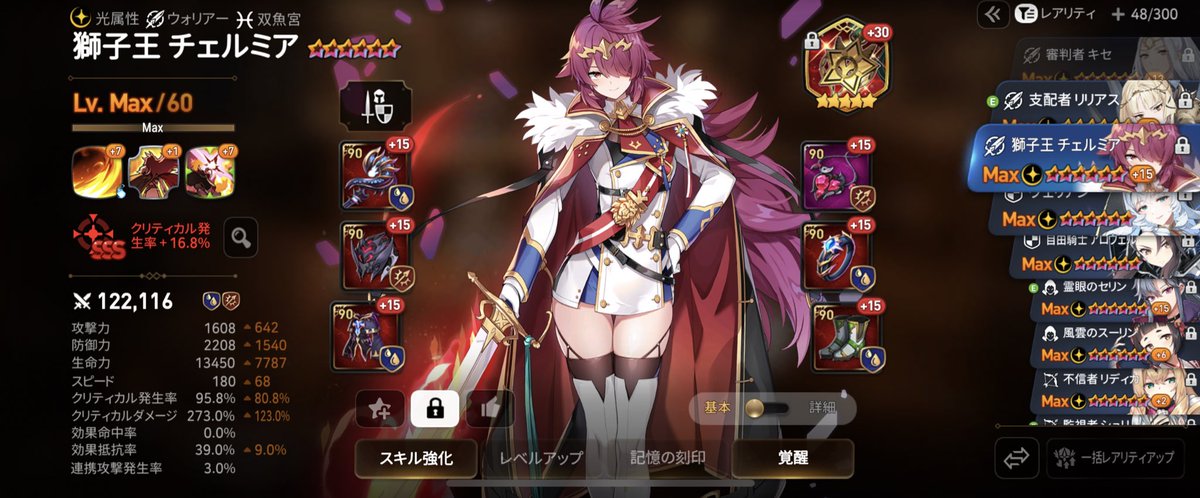 光属性 ウォリアー 双魚宮
獅子王 チェルミア
Lv. Max/60
Max
+7
+1
+7
クリティカル発
生率 + 16.8%
SSS
122,116
攻撃力 1608 642
防御力 2208 1540
生命力 13450 7787
スピード 180 68
クリティカル発生率 95.8% 80.8%
クリティカルダメージ 273.0% 123.0%
効果命中率 0.0%
効果抵抗率 39.0% 9.0%
連携攻撃発生率 3.0%
90 +15
90 +15
90 +15
+30
90 +15
90 +15
90 +15
基本 詳細
スキル強化
レベルアップ
記憶の刻印
覚醒
レアリティ
48/300
審判者 キセ
Max
E 支配者 リリアス
獅子王 チェルミア
Max +15
Max
自由騎士 アロウェル
Max
E 霊眼のセリン
Max +15
風雲のスーリン
Max +6
不信者 リディカ
Max +2
一括レアリティアップ